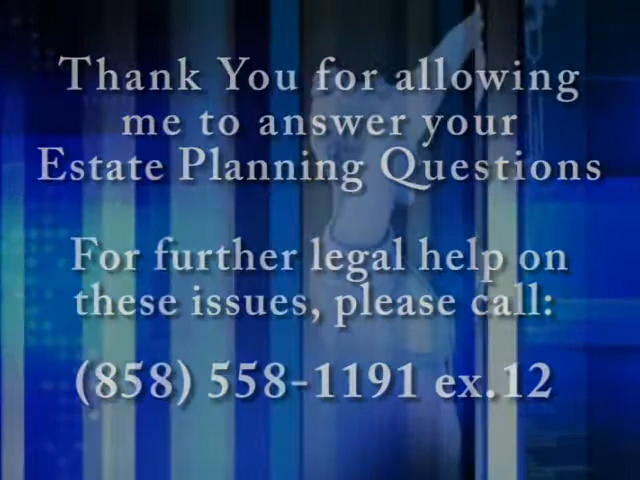 Thank You for allowing
me to answer your
Estate Planning Questions
For further legal help on
these issues, please call:
(858) 558-1191 ex.12